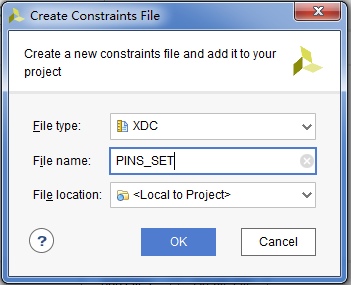 Create Constraints File
Create a new constraints file and add it to your
project
File type:
XDC
File name:
PINS_SET
File location:
<Local to Project>
?
OK
Cancel